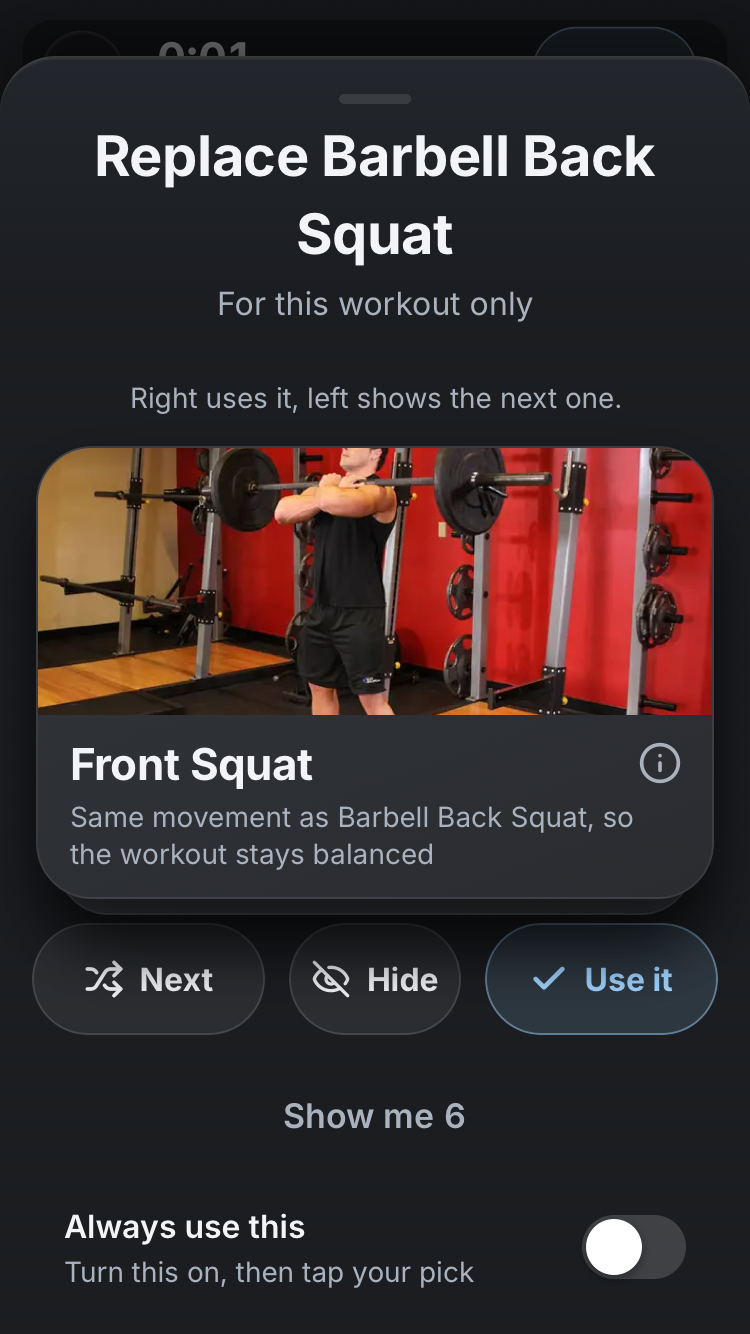 0:01
Replace Barbell Back
Squat
For this workout only
Right uses it, left shows the next one.
Front Squat
Same movement as Barbell Back Squat, so
the workout stays balanced
Next
Hide
Use it
Show me 6
Always use this
Turn this on, then tap your pick